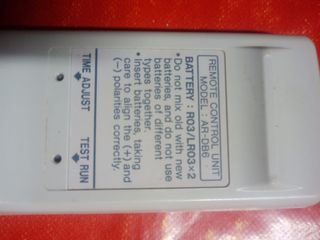 REMOTE CONTROL UNIT
MODEL : AR-DB6
BATTERY : R03/LR03×2
• Do not mix old with new
batteries, and do not use
batteries of different
types together.
• Insert batteries, taking
care to align the (+) and
(−) polarities correctly.
TIME ADJUST
TEST RUN